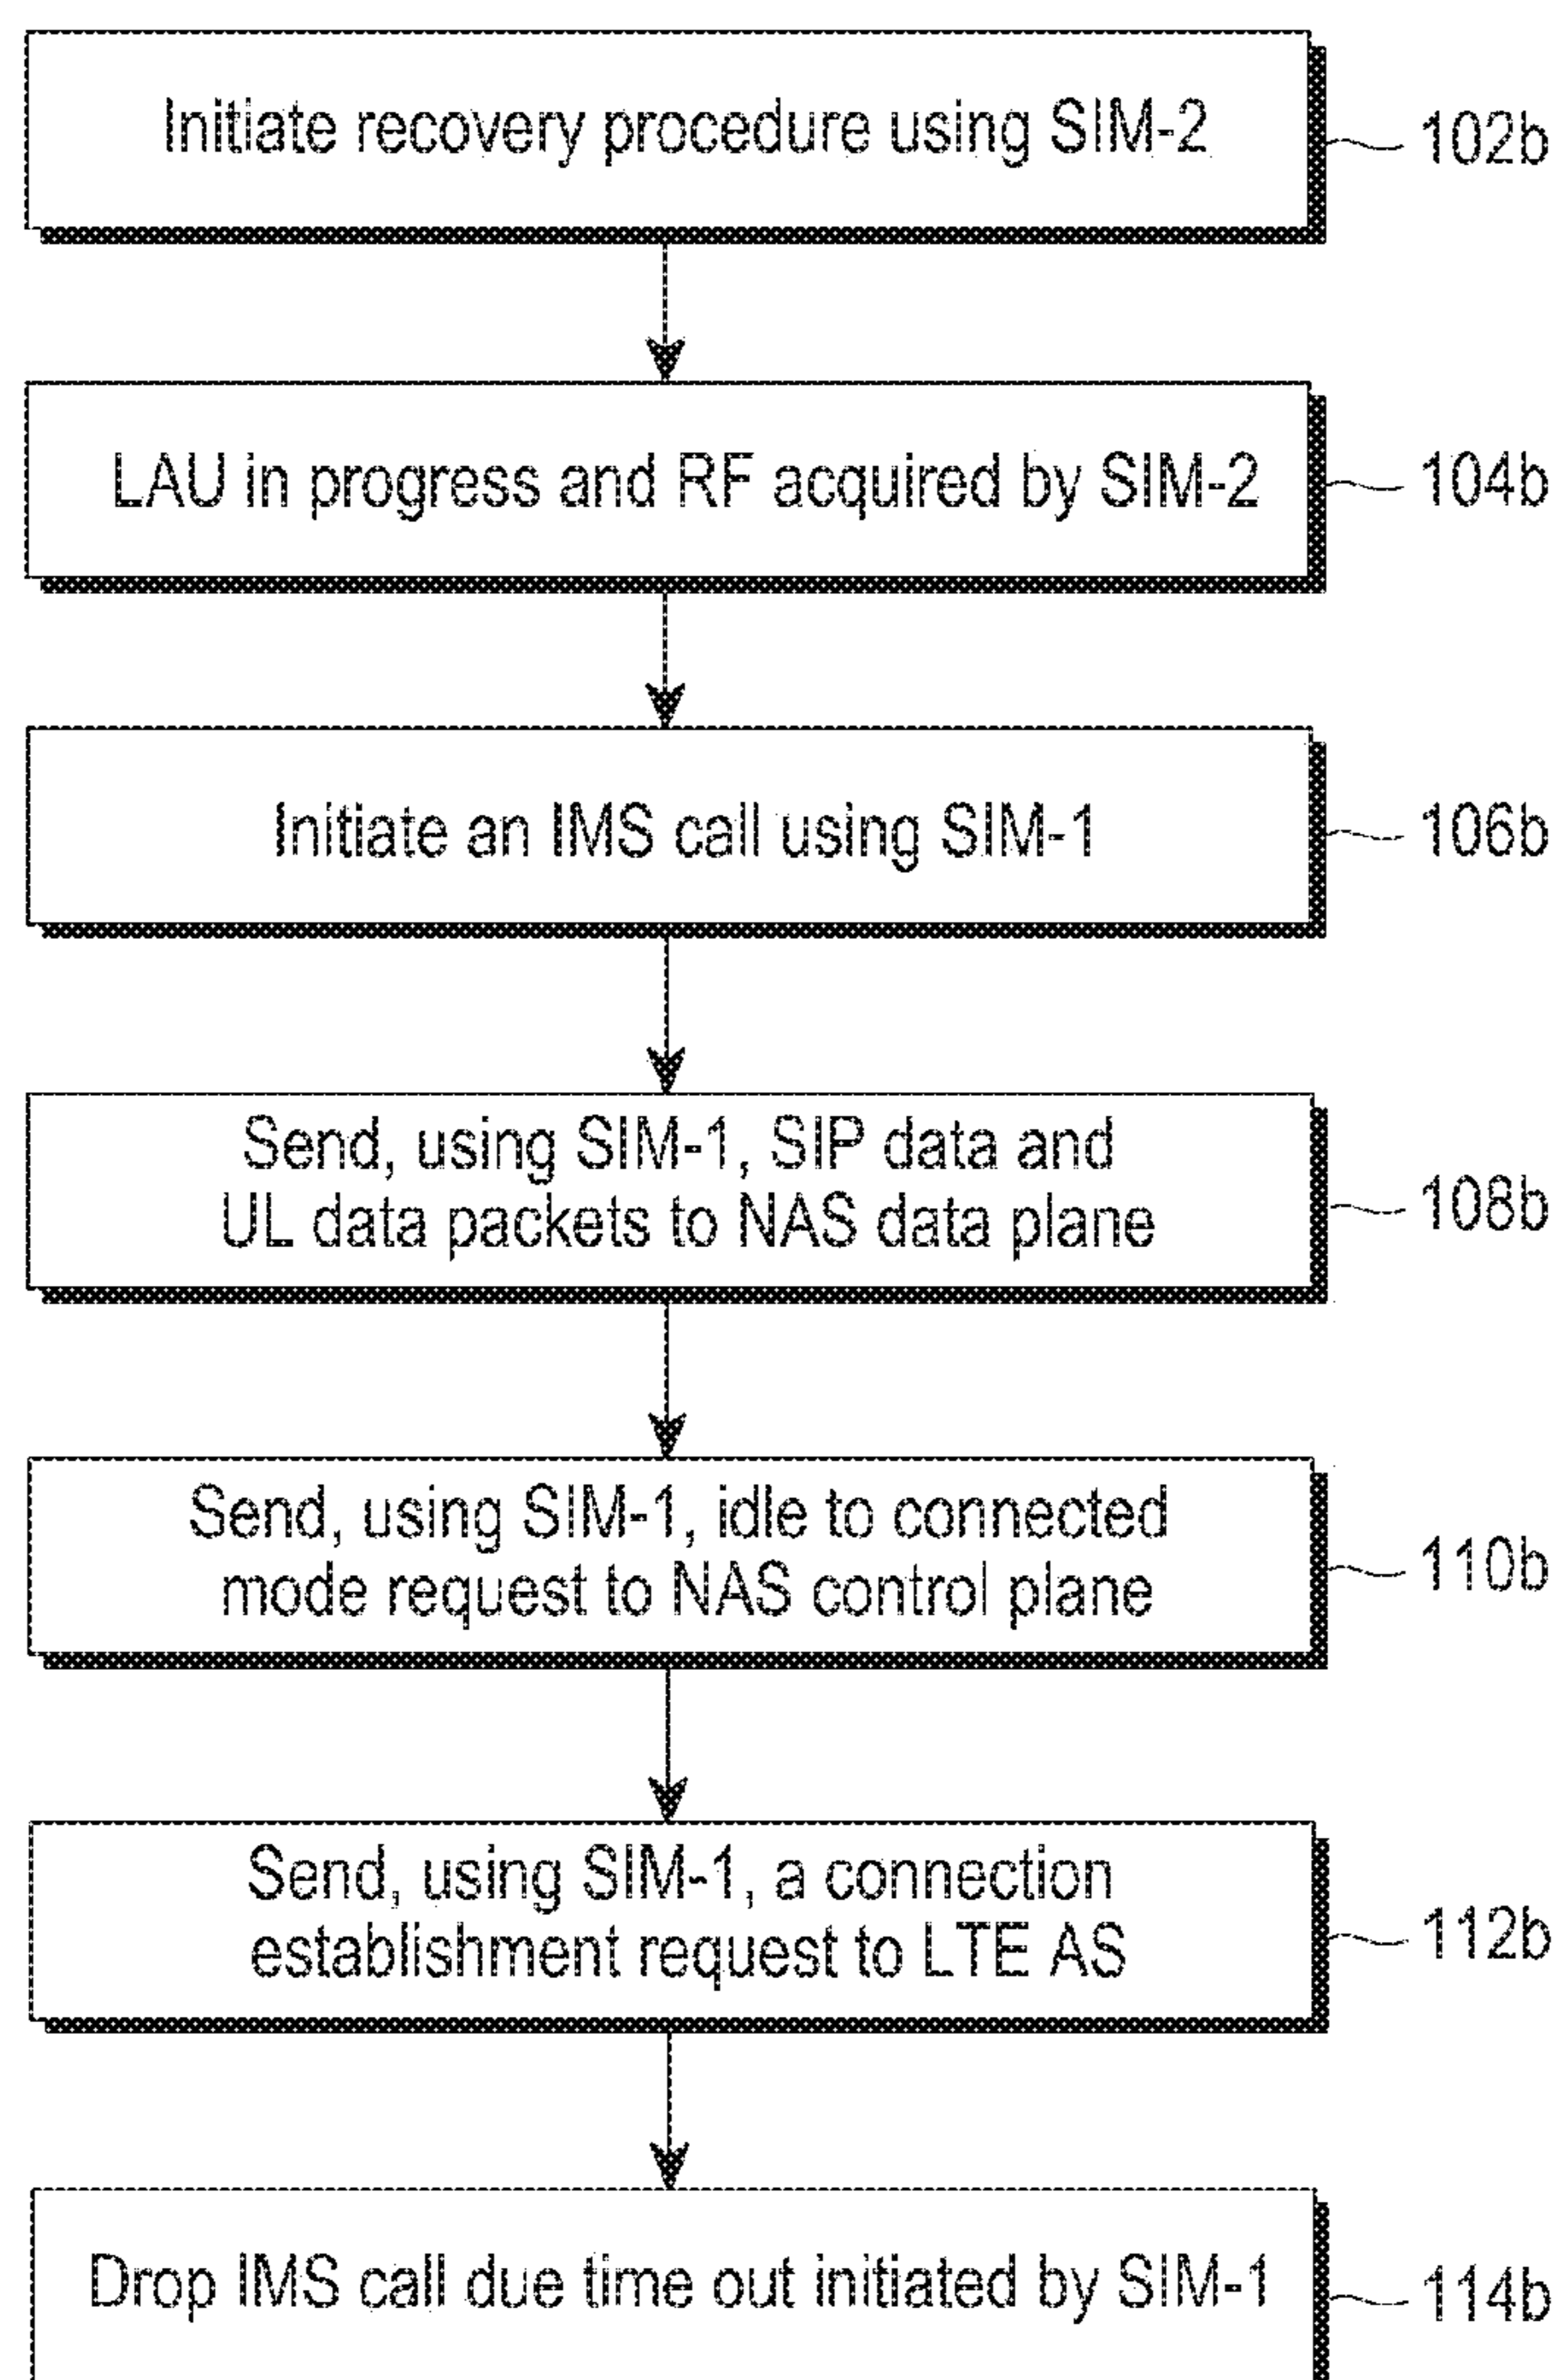 Initiate recovery procedure using SIM-2
102b
LAU in progress and RF acquired by SIM-2
104b
Initiate an IMS call using SIM-1
106b
Send, using SIM-1, SIP data and
UL data packets to NAS data plane
108b
Send, using SIM-1, idle to connected
mode request to NAS control plane
110b
Send, using SIM-1, a connection
establishment request to LTE AS
112b
Drop IMS call due time out initiated by SIM-1
114b